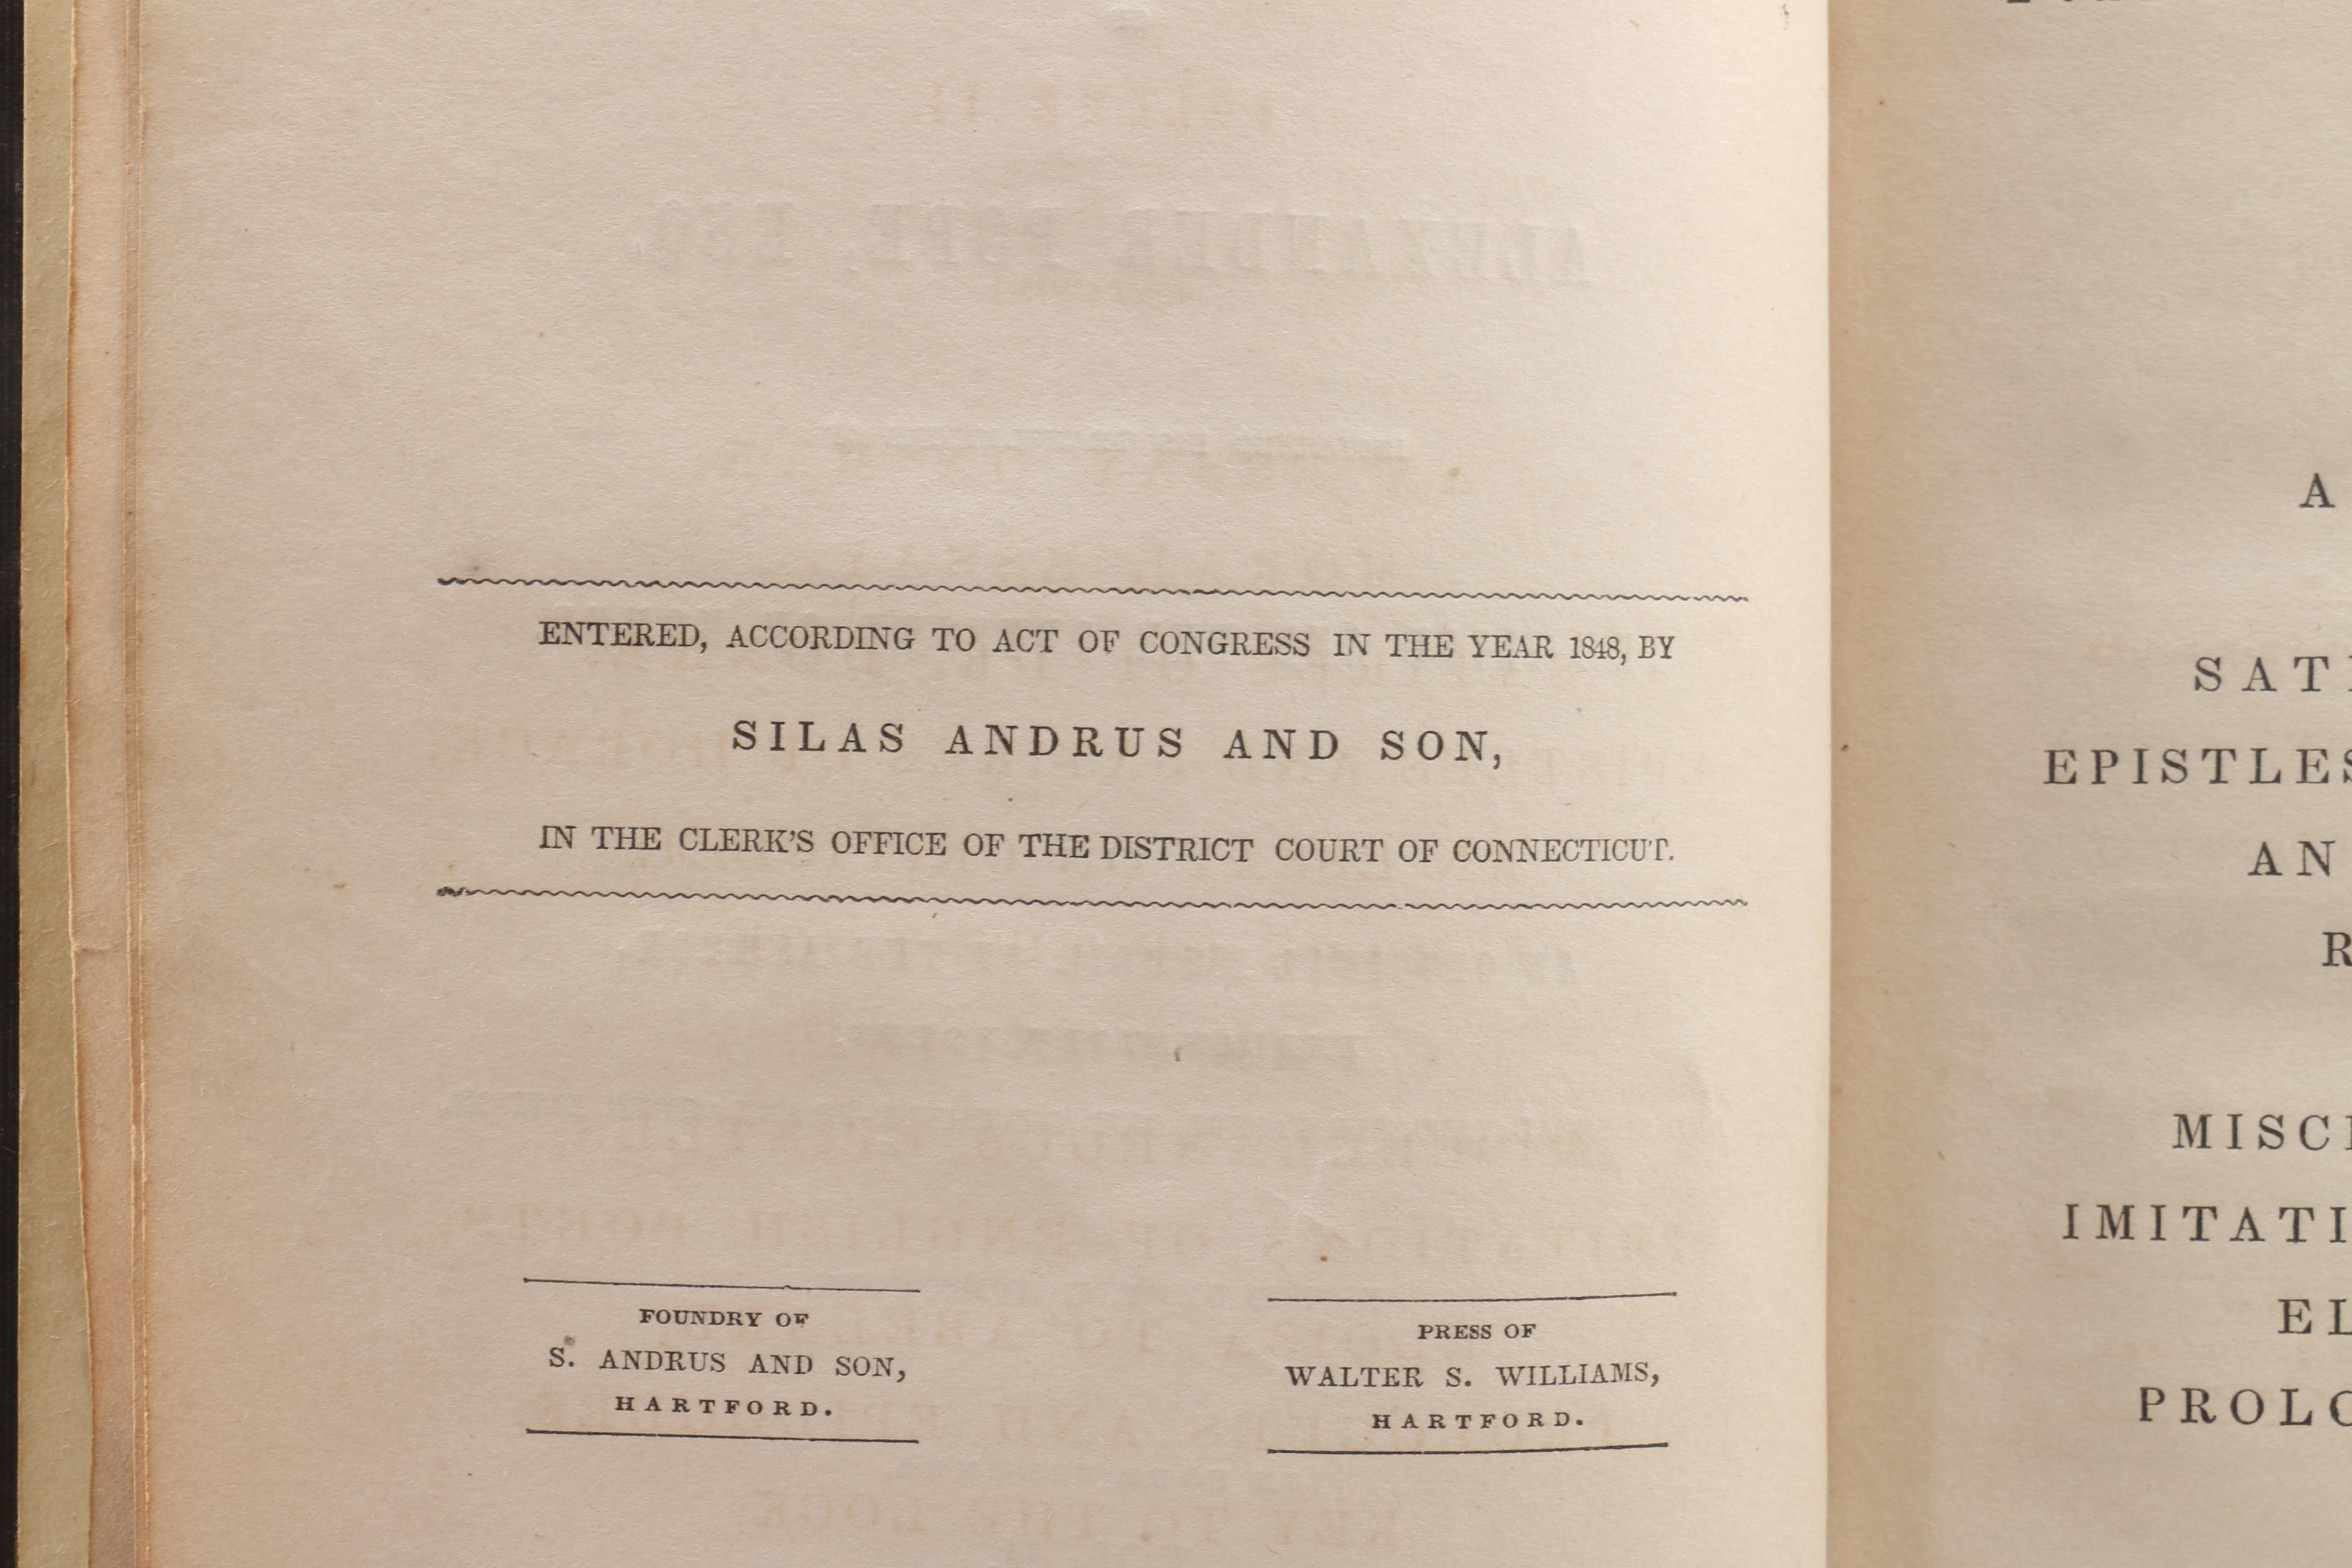 ENTERED, ACCORDING TO ACT OF CONGRESS IN THE YEAR 1848, BY
SILAS ANDRUS AND SON,
IN THE CLERK'S OFFICE OF THE DISTRICT COURT OF CONNECTICUT.
FOUNDRY OF
S. ANDRUS AND SON,
HARTFORD.
PRESS OF
WALTER S. WILLIAMS,
HARTFORD.
A
SAT
EPISTLES
AN
R
MISC
IMITATI
EL
PROLO